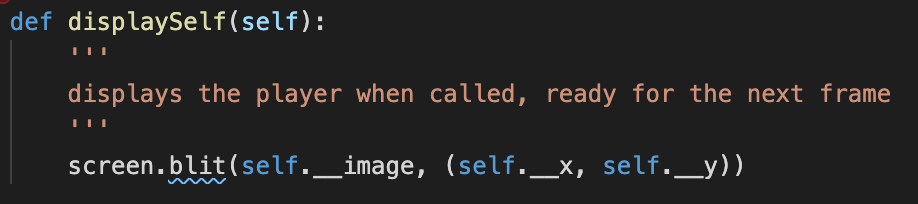 def displaySelf(self):
    '''
    displays the player when called, ready for the next frame
    '''
    screen.blit(self.__image, (self.__x, self.__y))